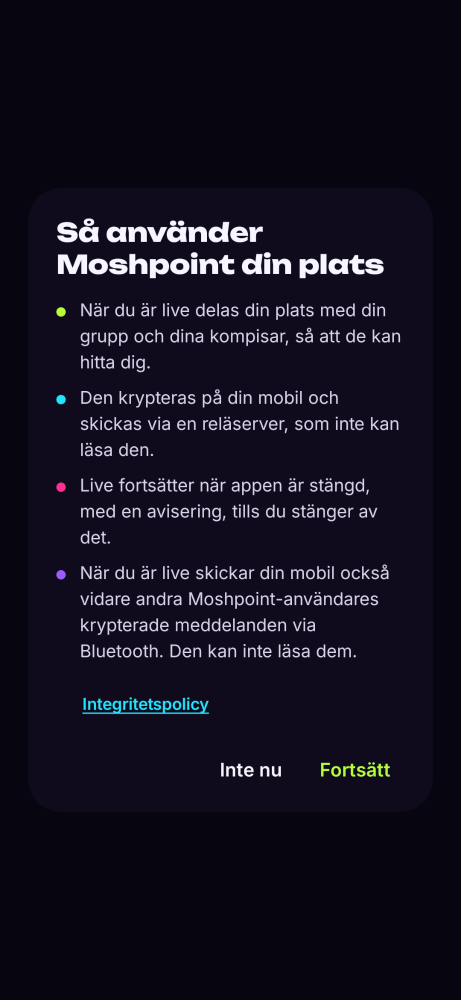 Så använder
Moshpoint din plats
När du är live delas din plats med din
grupp och dina kompisar, så att de kan
hitta dig.
Den krypteras på din mobil och
skickas via en reläserver, som inte kan
läsa den.
Live fortsätter när appen är stängd,
med en avisering, tills du stänger av
det.
När du är live skickar din mobil också
vidare andra Moshpoint-användares
krypterade meddelanden via
Bluetooth. Den kan inte läsa dem.
Integritetspolicy
Inte nu Fortsätt